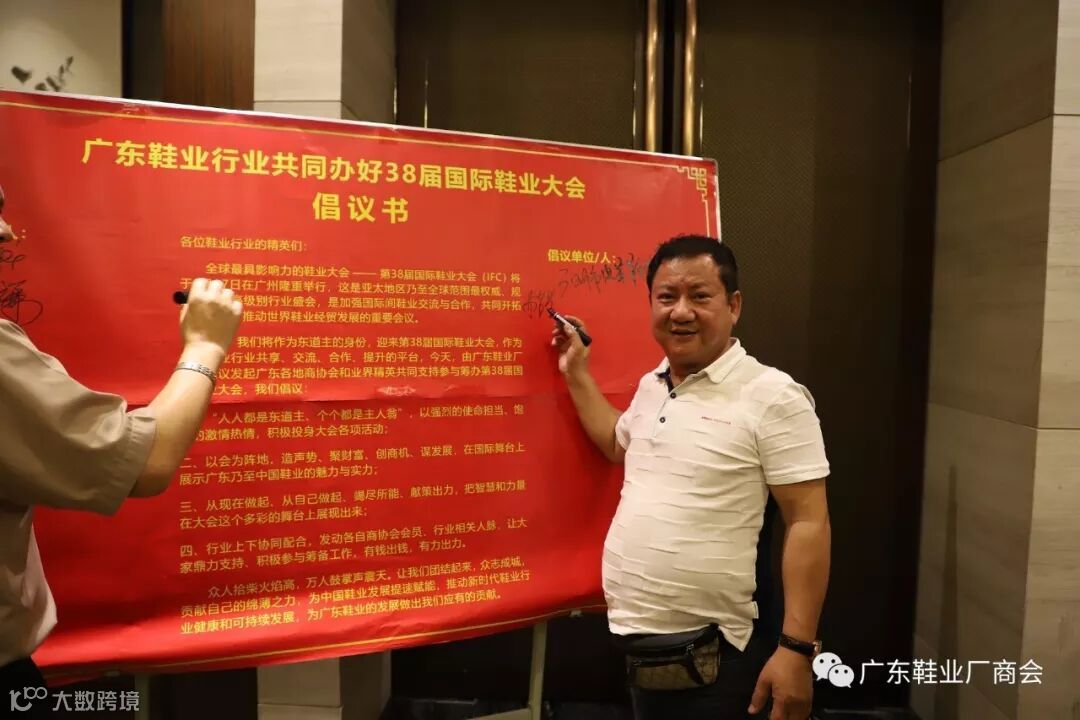 广东鞋业行业共同办好38届国际鞋业大会
倡议书
各位鞋业行业的精英们：
倡议单位/人：
人：
全球最具影响力的鞋业大会 —— 第38届国际鞋业大会（IFC）将
于 7日在广州隆重举行，这是亚太地区乃至全球范围最权威、规
级别行业盛会，是加强国际间鞋业交流与合作，共同开拓
推动世界鞋业经贸发展的重要会议。
我们将作为东道主的身份，迎来第38届国际鞋业大会，作为
行业共享、交流、合作、提升的平台，今天，由广东鞋业厂
议发起广东各地商协会和业界精英共同支持参与筹办第38届国
业大会，我们倡议：
“人人都是东道主、个个都是主人翁”，以强烈的使命担当、饱
的激情热情，积极投身大会各项活动；
二、以会为阵地，造声势、聚财富、创商机、谋发展，在国际舞台上
展示广东乃至中国鞋业的魅力与实力；
三、从现在做起、从自己做起、竭尽所能、献策出力，把智慧和力量
在大会这个多彩的舞台上展现出来；
四、行业上下协同配合，发动各自商协会会员、行业相关人脉，让大
家鼎力支持、积极参与筹备工作，有钱出钱，有力出力。
众人拾柴火焰高，万人鼓掌声震天。让我们团结起来，众志成城，
贡献自己的绵薄之力，为中国鞋业发展提速赋能，推动新时代鞋业行
业健康和可持续发展，为广东鞋业的发展做出我们应有的贡献。
广东鞋业厂商会
大数跨境